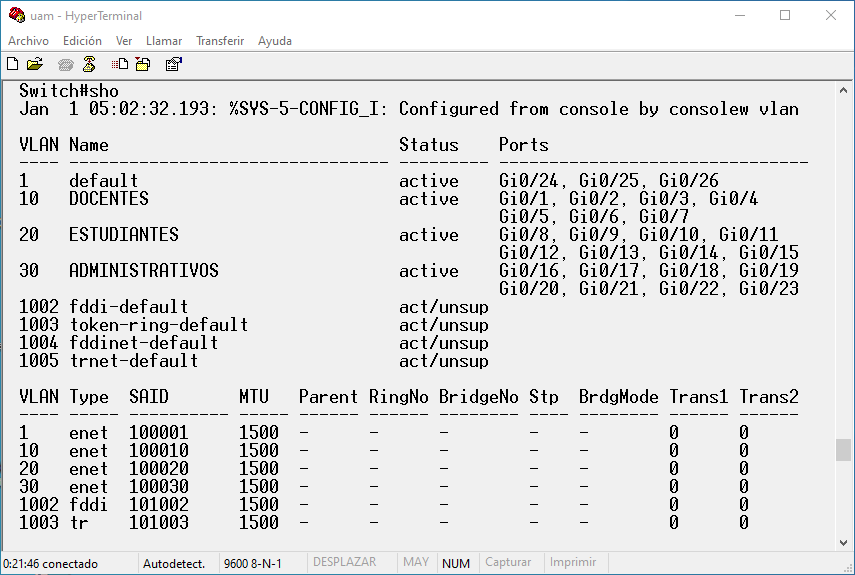 uam - HyperTerminal
Archivo Edición Ver Llamar Transferir Ayuda
Switch#sho
Jan  1 05:02:32.193: %SYS-5-CONFIG_I: Configured from console by consolew vlan
VLAN Name                             Status    Ports
---- -------------------------------- --------- -------------------------------
1    default                          active    Gi0/24, Gi0/25, Gi0/26
10   DOCENTES                         active    Gi0/1, Gi0/2, Gi0/3, Gi0/4
                                                Gi0/5, Gi0/6, Gi0/7
20   ESTUDIANTES                      active    Gi0/8, Gi0/9, Gi0/10, Gi0/11
                                                Gi0/12, Gi0/13, Gi0/14, Gi0/15
30   ADMINISTRATIVOS                  active    Gi0/16, Gi0/17, Gi0/18, Gi0/19
                                                Gi0/20, Gi0/21, Gi0/22, Gi0/23
1002 fddi-default                     act/unsup
1003 token-ring-default               act/unsup
1004 fddinet-default                  act/unsup
1005 trnet-default                    act/unsup
VLAN Type  SAID       MTU   Parent RingNo BridgeNo Stp  BrdgMode Trans1 Trans2
---- ----- ---------- ----- ------ ------ -------- ---- -------- ------ ------
1    enet  100001     1500  -      -      -        -    -        0      0
10   enet  100010     1500  -      -      -        -    -        0      0
20   enet  100020     1500  -      -      -        -    -        0      0
30   enet  100030     1500  -      -      -        -    -        0      0
1002 fddi  101002     1500  -      -      -        -    -        0      0
1003 tr    101003     1500  -      -      -        -    -        0      0
0:21:46 conectado Autodetect. 9600 8-N-1 DESPLAZAR MAY NUM Capturar Imprimir